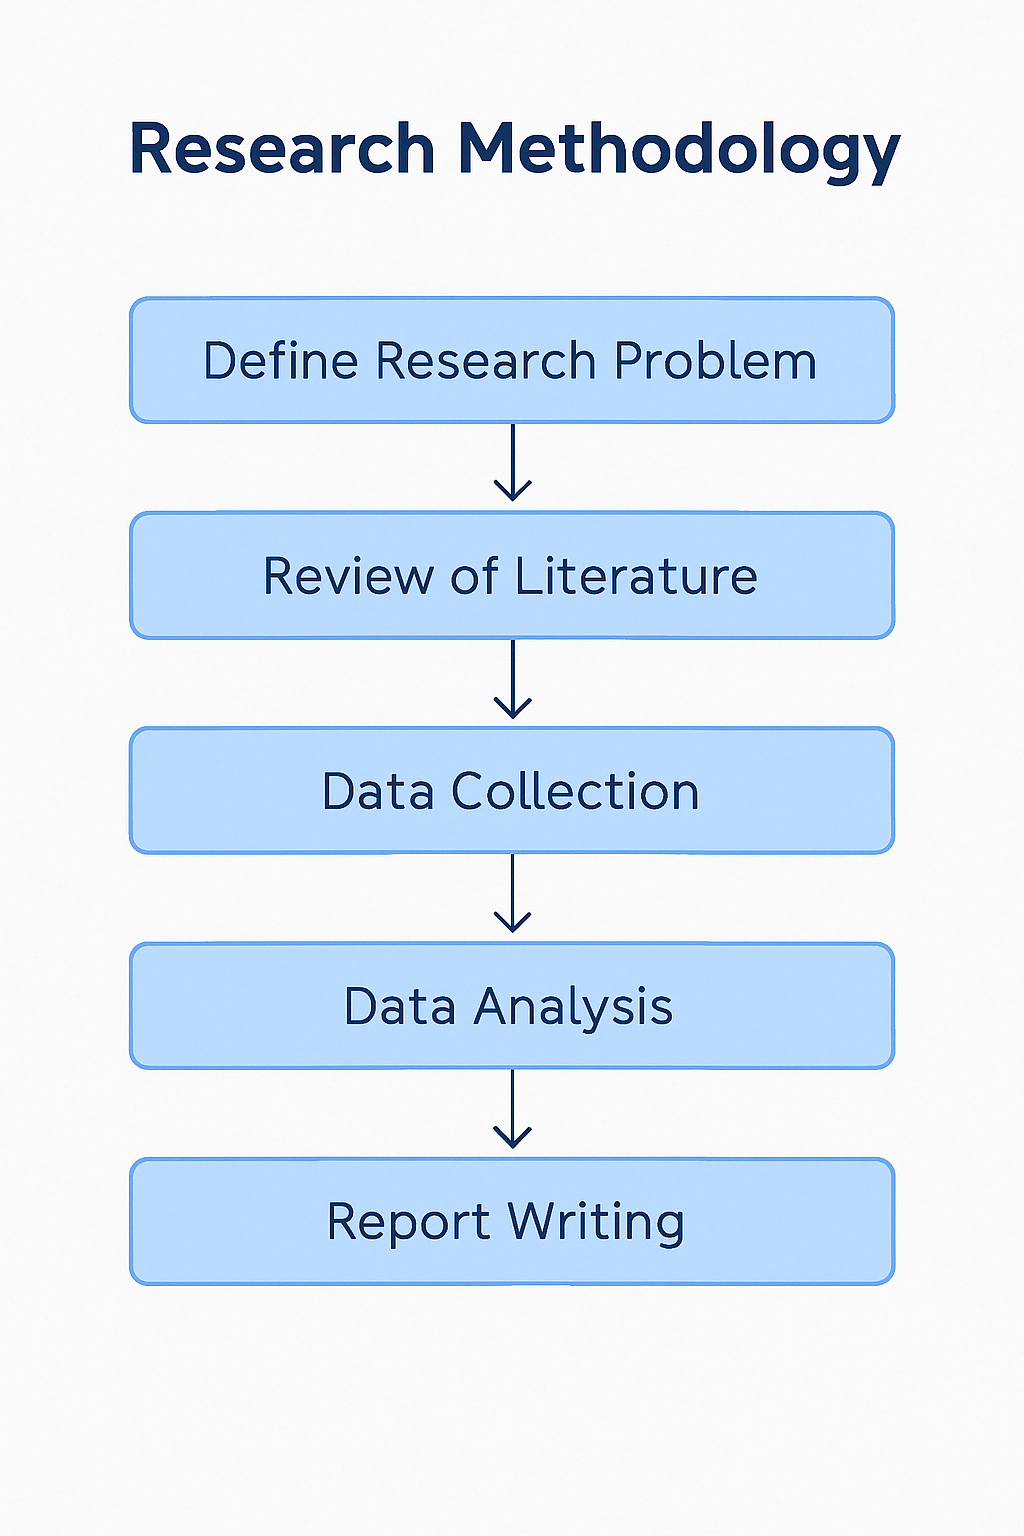 Research Methodology
Define Research Problem
Review of Literature
Data Collection
Data Analysis
Report Writing